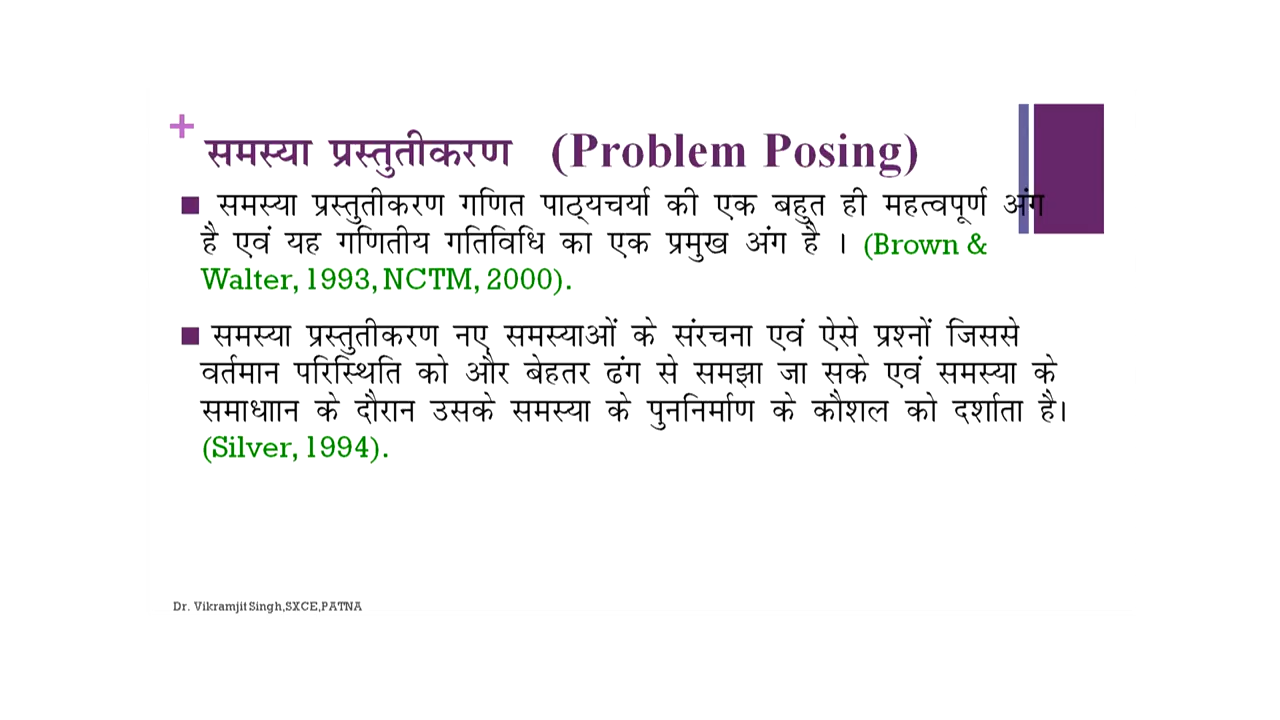 +
समस्या प्रस्तुतीकरण (Problem Posing)
■ समस्या प्रस्तुतीकरण गणित पाठ्यचर्या की एक बहुत ही महत्वपूर्ण अंग
है एवं यह गणितीय गतिविधि का एक प्रमुख अंग है । (Brown &
Walter, 1993, NCTM, 2000).
■ समस्या प्रस्तुतीकरण नए समस्याओं के संरचना एवं ऐसे प्रश्नों जिससे
वर्तमान परिस्थिति को और बेहतर ढंग से समझा जा सके एवं समस्या के
समाधाान के दौरान उसके समस्या के पुननिर्माण के कौशल को दर्शाता है।
(Silver, 1994).
Dr. Vikramjit Singh,SXCE,PATNA